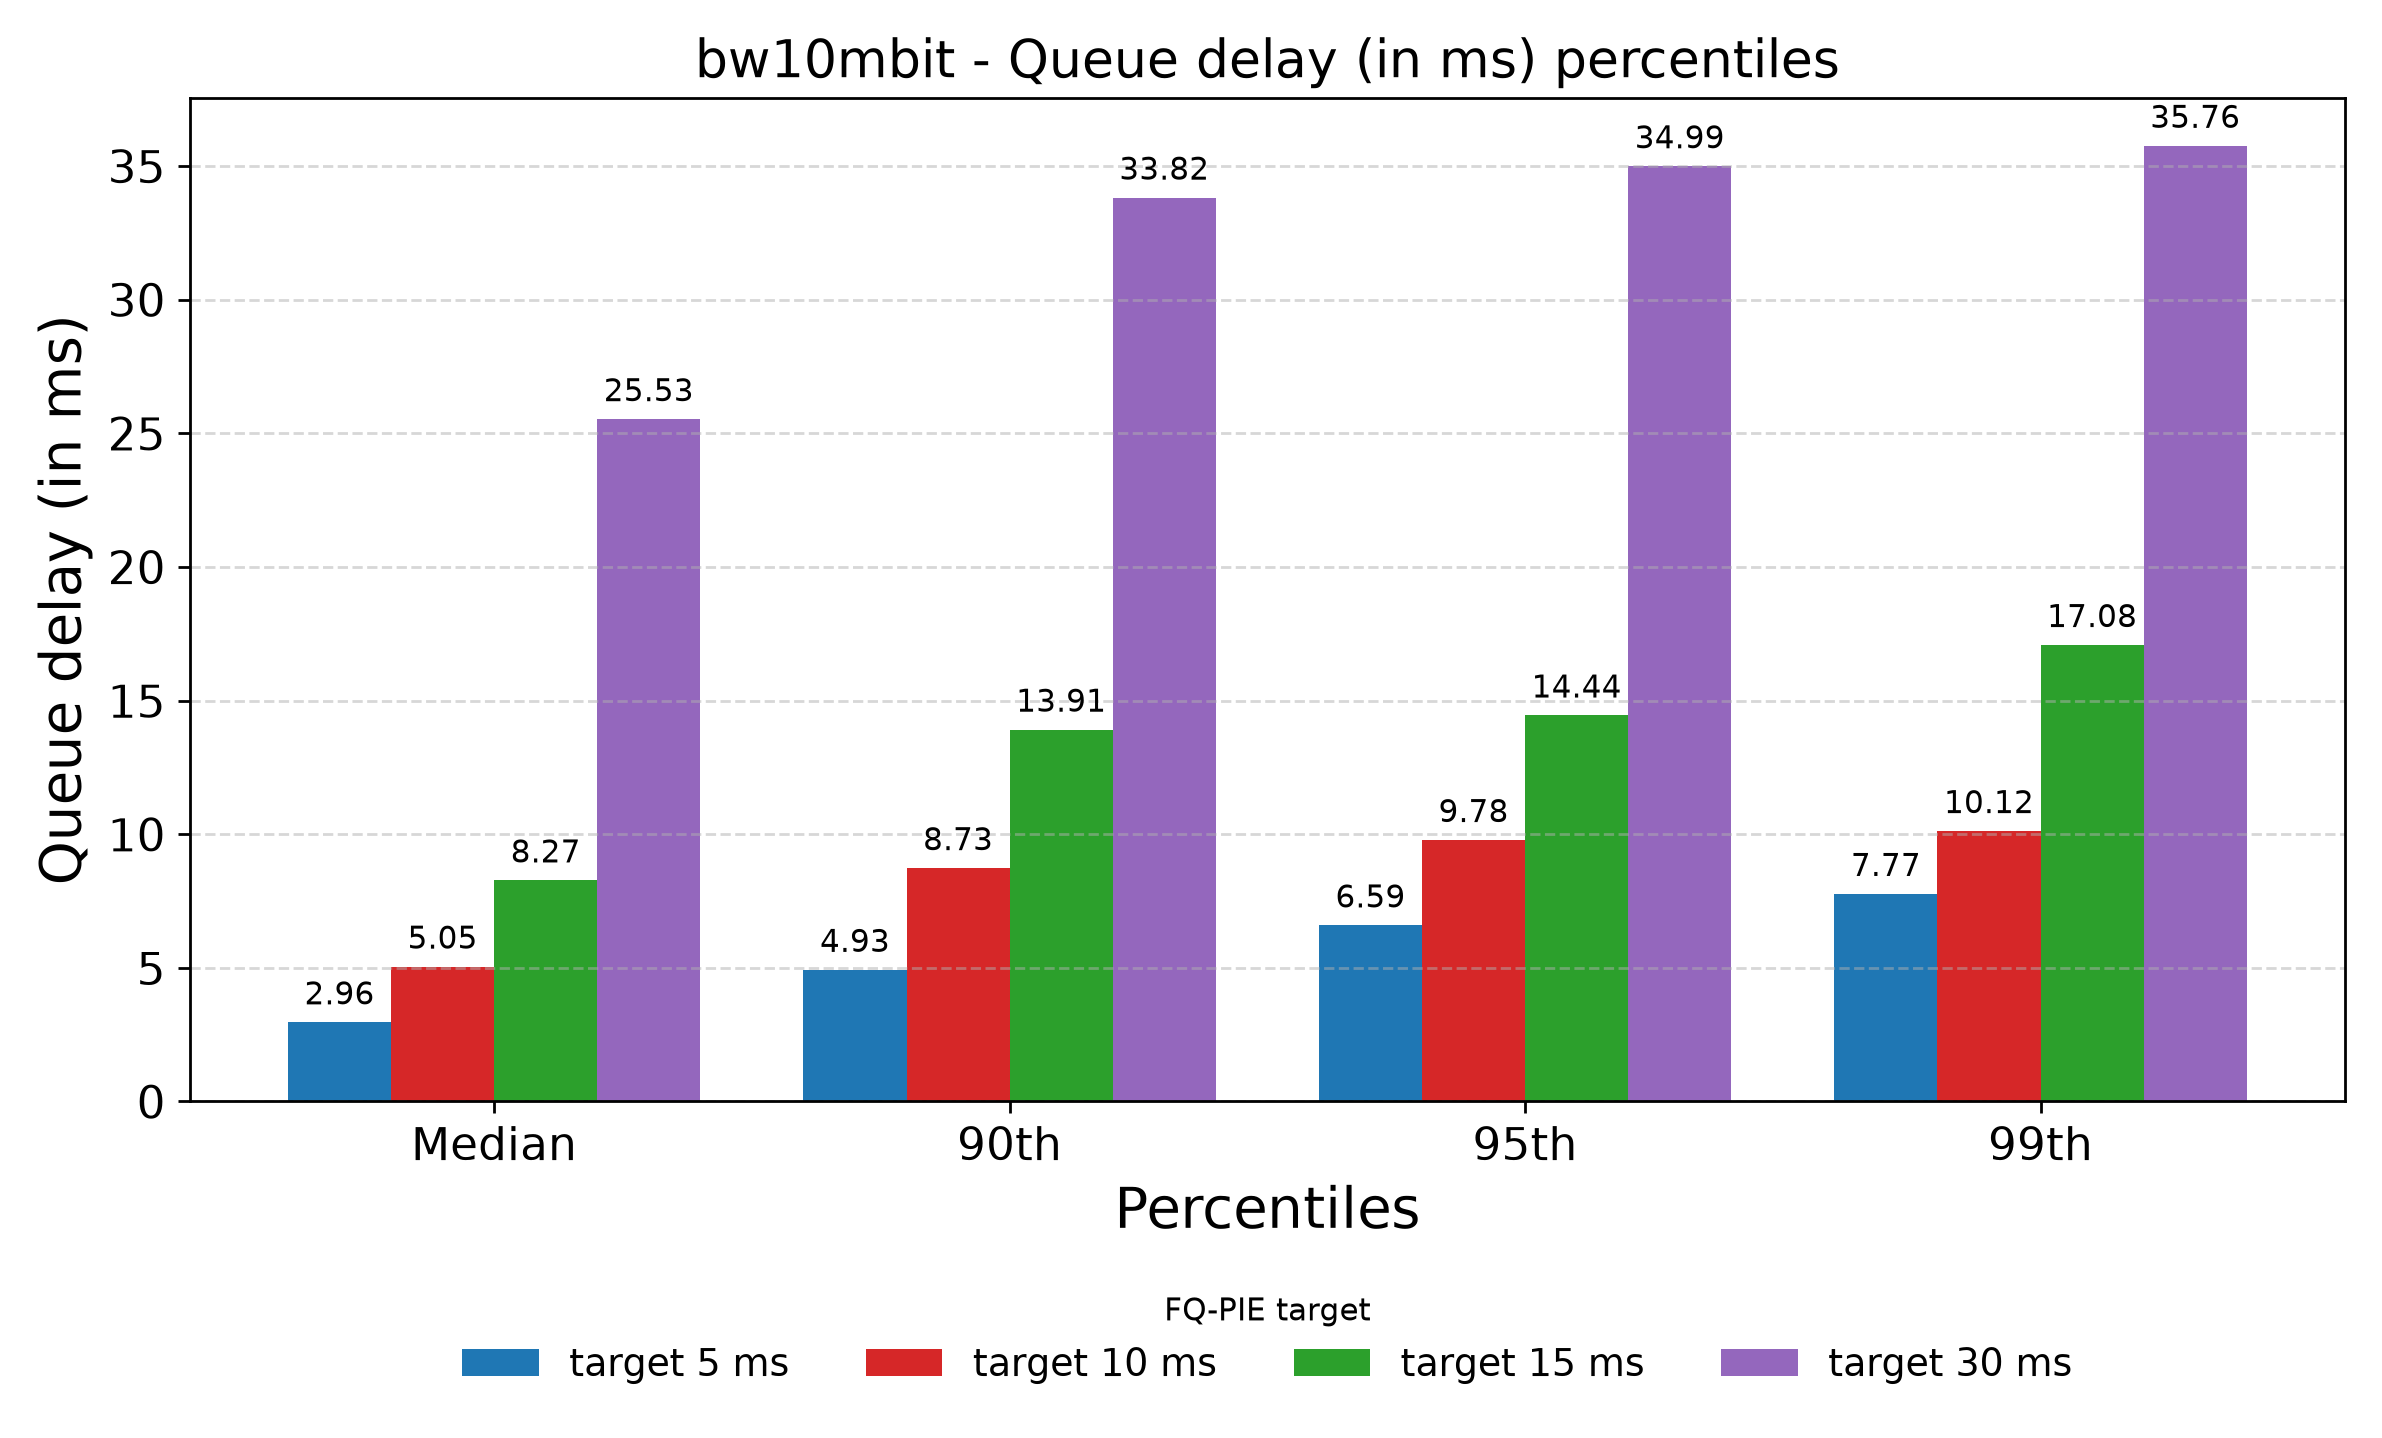 bw10mbit - Queue delay (in ms) percentiles
Queue delay (in ms)
35
30
25
20
15
10
5
0
2.96
5.05
8.27
25.53
4.93
8.73
13.91
33.82
6.59
9.78
14.44
34.99
7.77
10.12
17.08
35.76
Median
90th
95th
99th
Percentiles
FQ-PIE target
target 5 ms
target 10 ms
target 15 ms
target 30 ms